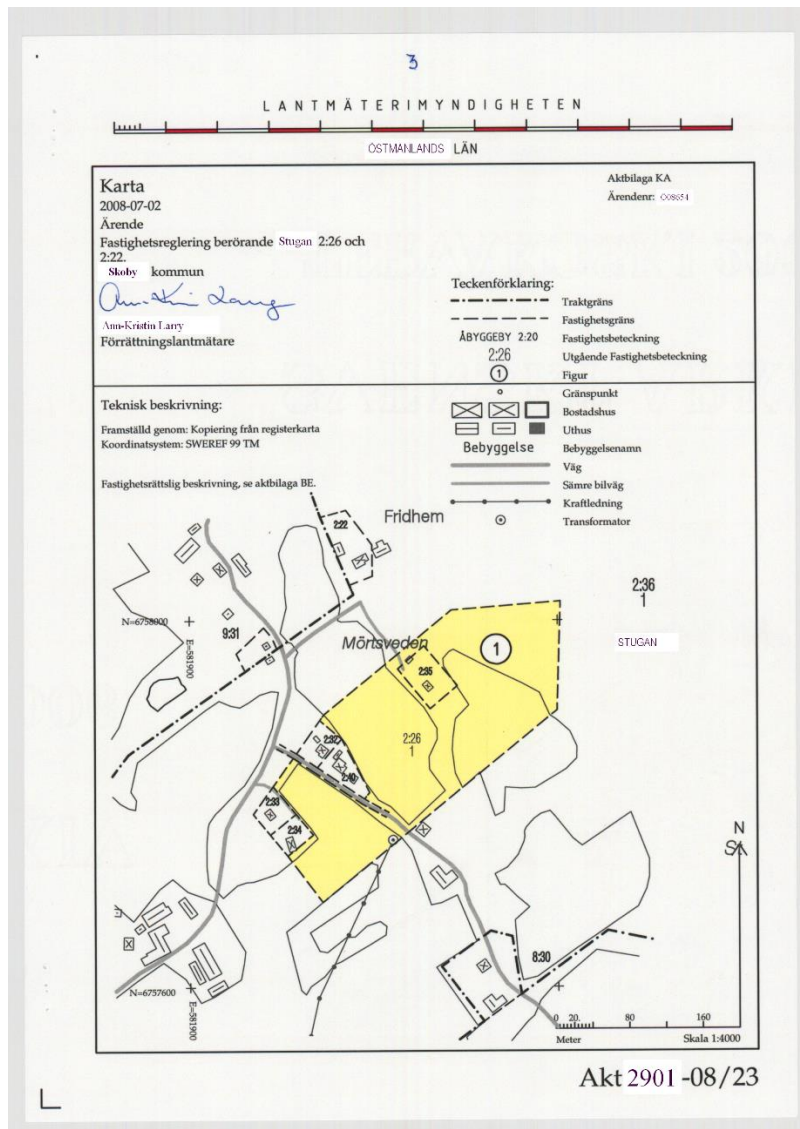 3
LANTMÄTERIMYNDIGHETEN
ÖSTMANLANDS LÄN
Karta
2008-07-02
Ärende
Fastighetsreglering berörande Stugan 2:26 och
2:22.
Skoby kommun
Ann-Kristin Larry
Förrättningslantmätare
Aktbilaga KA
Ärendenr: O08654
Teckenförklaring:
Traktgräns
Fastighetsgräns
ÅBYGGEBY 2:20 Fastighetsbeteckning
2:26 Utgående Fastighetsbeteckning
1 Figur
Gränspunkt
Bostadshus
Uthus
Bebyggelse Bebyggelsenamn
Väg
Sämre bilväg
Kraftledning
Transformator
Teknisk beskrivning:
Framställd genom: Kopiering från registerkarta
Koordinatsystem: SWEREF 99 TM
Fastighetsrättslig beskrivning, se aktbilaga BE.
Fridhem
2:22
2:36
1
N=6758000
9:31
E=581900
Mörtsveden
1
STUGAN
2:35
2:32
2:26
1
2:40
2:33
2:34
N
8:30
N=6757600
E=581900
0 20 80 160
Meter
Skala 1:4000
Akt 2901-08/23